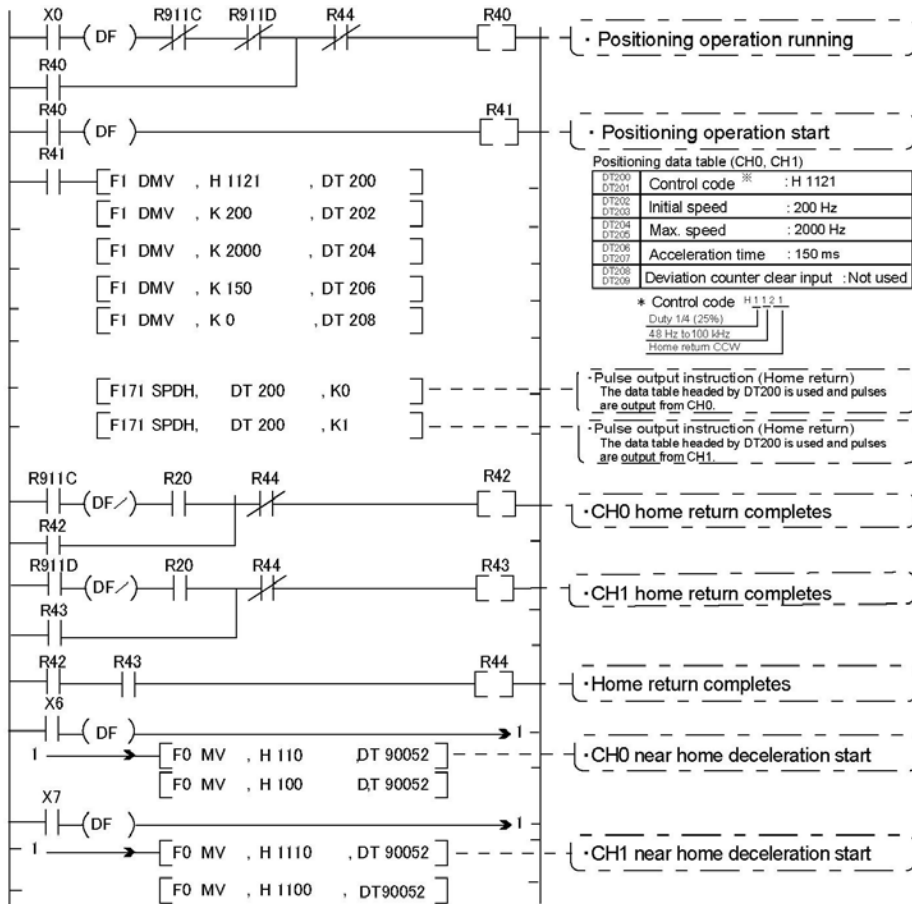 X0 R911C R911D R44 R40
( DF )
· Positioning operation running
R40
R40 R41
( DF )
· Positioning operation start
R41
Positioning data table (CH0, CH1)
[F1 DMV , H 1121 , DT 200 ]
DT200 DT201 Control code ※ : H 1121
[F1 DMV , K 200 , DT 202 ]
DT202 DT203 Initial speed : 200 Hz
[F1 DMV , K 2000 , DT 204 ]
DT204 DT205 Max. speed : 2000 Hz
[F1 DMV , K 150 , DT 206 ]
DT206 DT207 Acceleration time : 150 ms
[F1 DMV , K 0 , DT 208 ]
DT208 DT209 Deviation counter clear input : Not used
* Control code H 1 1 2 1
Duty 1/4 (25%)
48 Hz to 100 kHz
Home return CCW
[F171 SPDH, DT 200 , K0 ]
·Pulse output instruction (Home return)
The data table headed by DT200 is used and pulses
are output from CH0.
[F171 SPDH, DT 200 , K1 ]
·Pulse output instruction (Home return)
The data table headed by DT200 is used and pulses
are output from CH1.
R911C R20 R44 R42
(DF/)
·CH0 home return completes
R42
R911D R20 R44 R43
(DF/)
·CH1 home return completes
R43
R42 R43 R44
·Home return completes
X6
( DF ) 1
1 [F0 MV , H 110 ,DT 90052]
·CH0 near home deceleration start
[F0 MV , H 100 D,T 90052]
X7
(DF ) 1
1 [F0 MV , H 1110 , DT 90052 ]
·CH1 near home deceleration start
[F0 MV , H 1100 , DT90052 ]